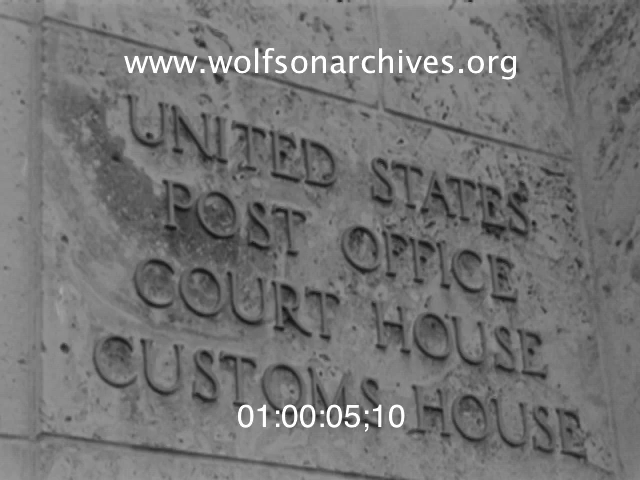 www.wolfsonarchives.org
UNITED STATES
POST OFFICE
COURT HOUSE
CUSTOMS HOUSE
01:00:05;10